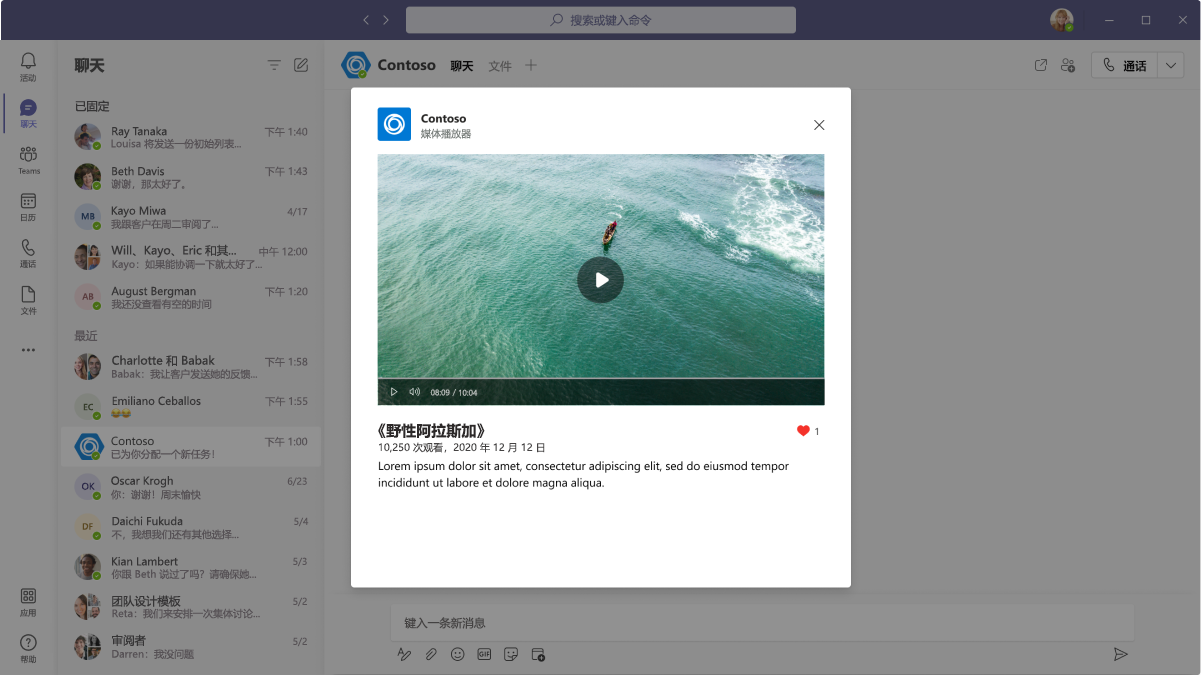 搜索或键入命令
活动
聊天
Teams
日历
通话
文件
应用
帮助
聊天
已固定
Ray Tanaka 下午 1:40
Louisa 将发送一份初始列表...
Beth Davis 下午 1:43
谢谢，那太好了。
MB
Kayo Miwa 4/17
我跟客户在周二审阅了...
Will、Kayo、Eric 和其... 中午 12:00
Kayo：如果能协调一下就太好了...
AB
August Bergman 下午 1:20
我还没查看有空的时间
最近
Charlotte 和 Babak 下午 1:58
Babak：我让客户发送她的反馈...
EC
Emiliano Ceballos 下午 1:55
😂😂
Contoso 下午 1:00
已为你分配一个新任务！
OK
Oscar Krogh 6/23
你：谢谢！周末愉快
DF
Daichi Fukuda 5/4
不，我想我们还有其他选择...
Kian Lambert 5/3
你跟 Beth 说过了吗？请确保她...
团队设计模板 5/2
Reta：我们来安排一次集体讨论...
审阅者 5/2
Darren：我没问题
Contoso 聊天 文件
通话
Contoso
媒体播放器
08:09 / 10:04
《野性阿拉斯加》
1
10,250 次观看，2020 年 12 月 12 日
Lorem ipsum dolor sit amet, consectetur adipiscing elit, sed do eiusmod tempor
incididunt ut labore et dolore magna aliqua.
键入一条新消息
GIF